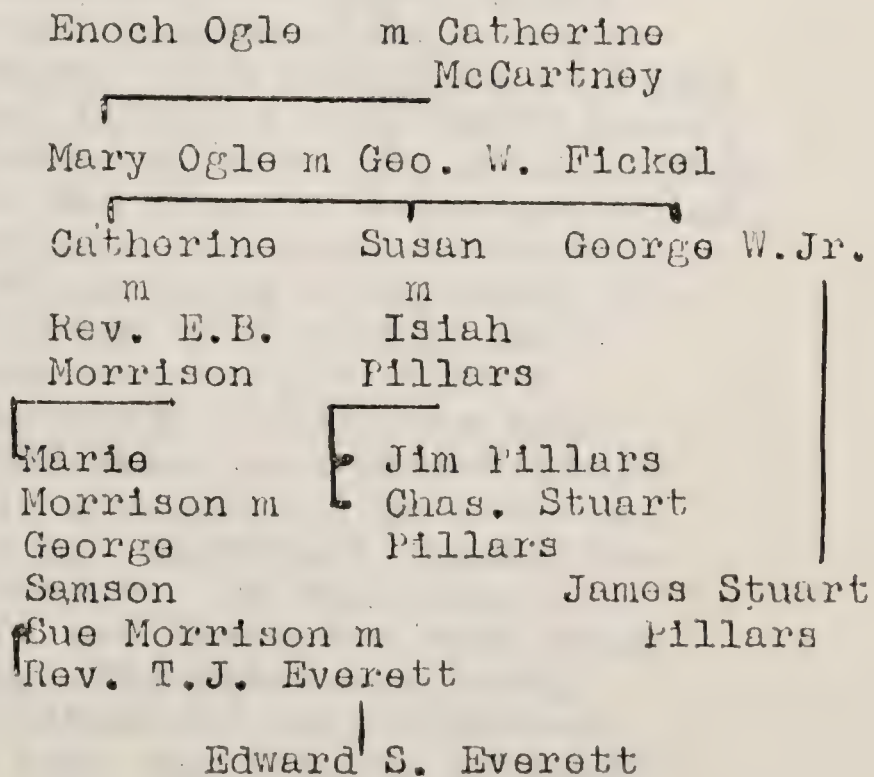 Enoch Ogle m Catherine
McCartney
Mary Ogle m Geo. W. Fickel
Catherine Susan George W.Jr.
m m
Rev. E.B. Isiah
Morrison Pillars
Marie Jim Pillars
Morrison m Chas. Stuart
George Pillars
Samson James Stuart
Sue Morrison m Pillars
Rev. T.J. Everett
Edward S. Everett